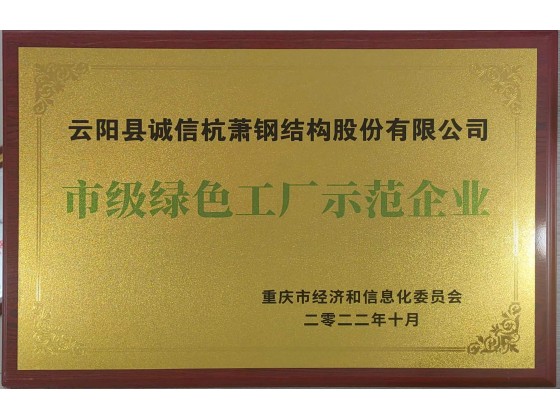 云阳县诚信杭萧钢结构股份有限公司
市级绿色工厂示范企业
重庆市经济和信息化委员会
二零二二年十月